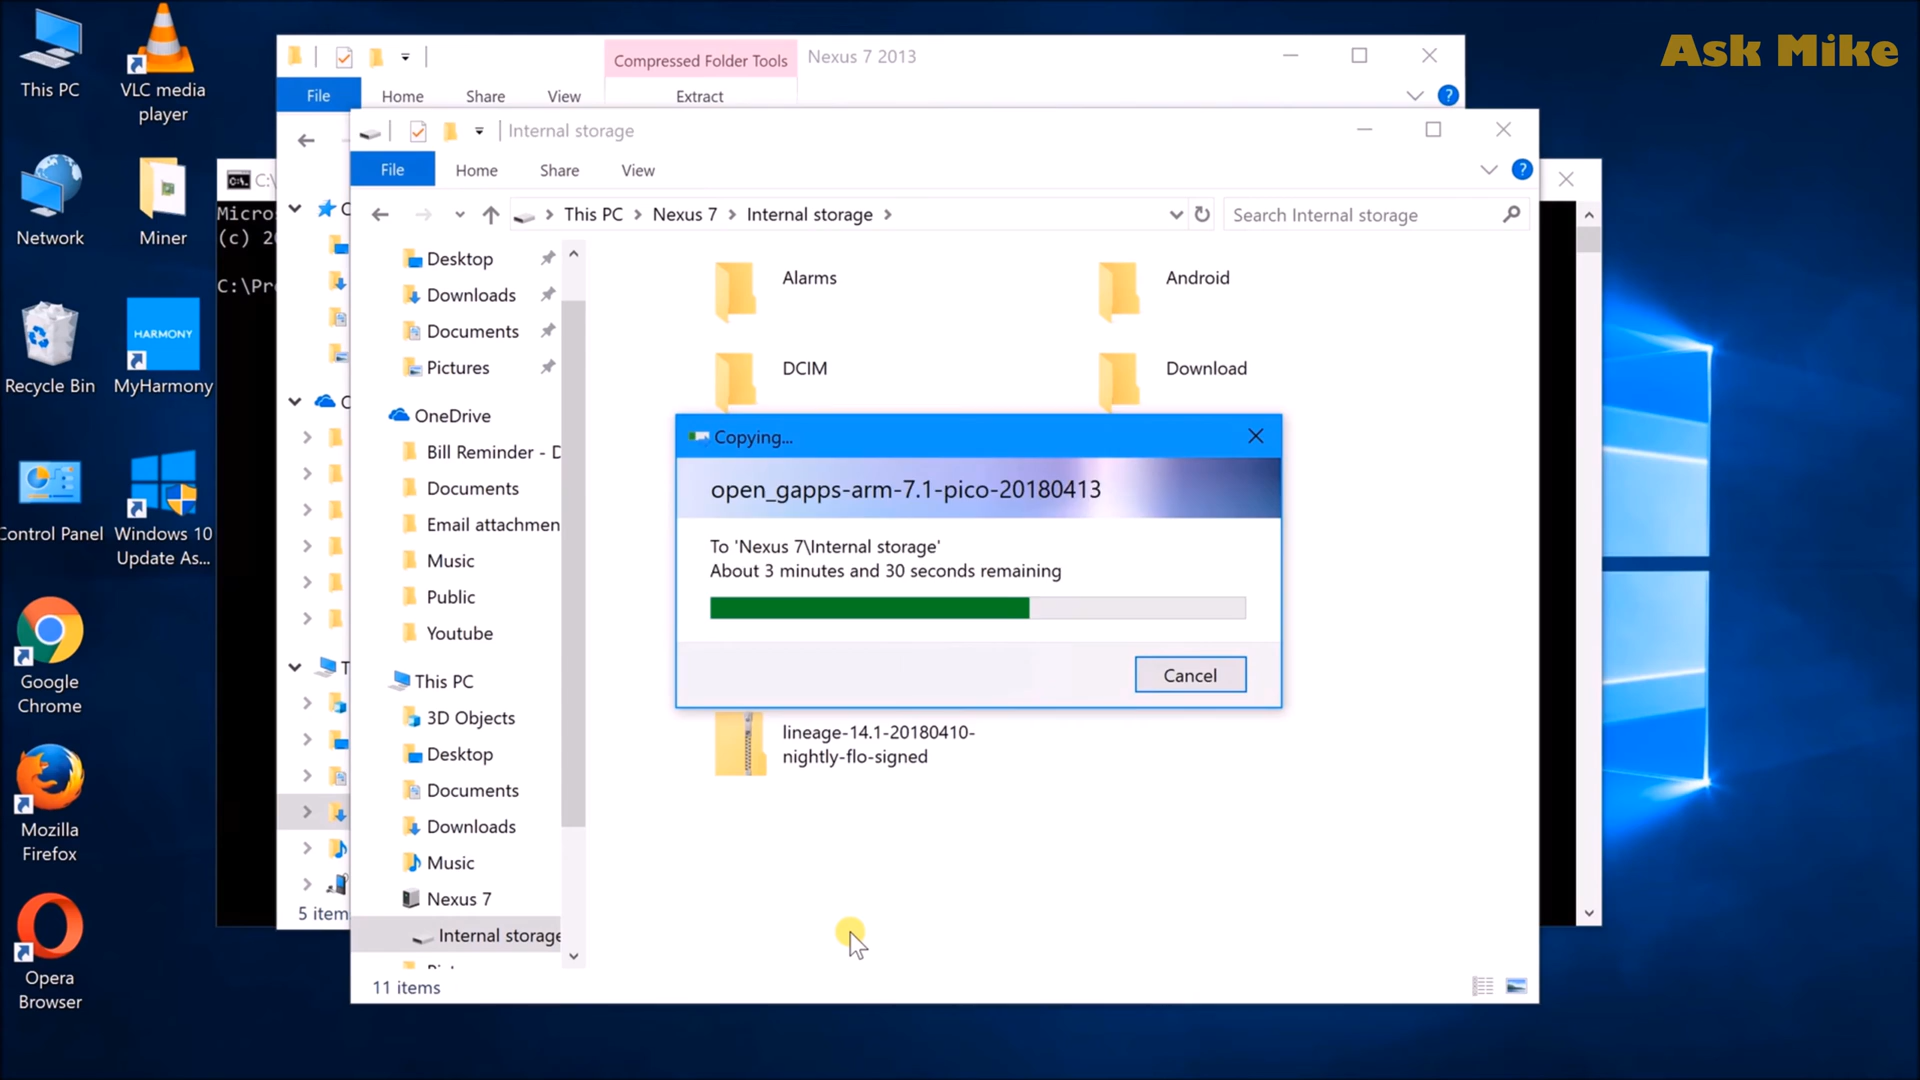 Ask Mike
This PC
VLC media
player
Network
Miner
Recycle Bin
HARMONY
MyHarmony
Control Panel
Windows 10
Update As...
Google
Chrome
Mozilla
Firefox
Opera
Browser
Compressed Folder Tools
Nexus 7 2013
File
Home
Share
View
Extract
C:\
Micro
(c) 2
C:\Pr
5 item
Internal storage
File
Home
Share
View
This PC
Nexus 7
Internal storage
Search Internal storage
Desktop
Downloads
Documents
Pictures
OneDrive
Bill Reminder - D
Documents
Email attachmen
Music
Public
Youtube
This PC
3D Objects
Desktop
Documents
Downloads
Music
Nexus 7
Internal storage
Alarms
Android
DCIM
Download
Copying...
open_gapps-arm-7.1-pico-20180413
To 'Nexus 7\Internal storage'
About 3 minutes and 30 seconds remaining
Cancel
lineage-14.1-20180410-
nightly-flo-signed
11 items